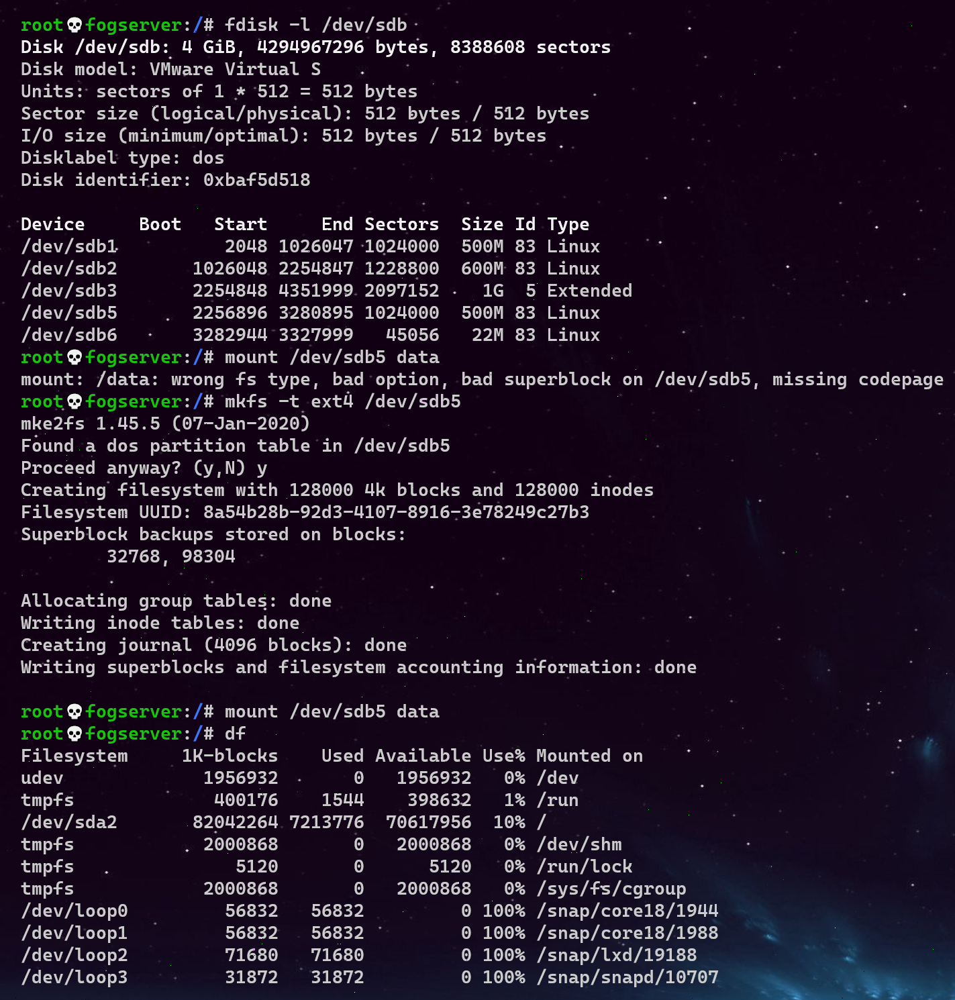 root💀fogserver:/# fdisk -l /dev/sdb
Disk /dev/sdb: 4 GiB, 4294967296 bytes, 8388608 sectors
Disk model: VMware Virtual S
Units: sectors of 1 * 512 = 512 bytes
Sector size (logical/physical): 512 bytes / 512 bytes
I/O size (minimum/optimal): 512 bytes / 512 bytes
Disklabel type: dos
Disk identifier: 0xbaf5d518
Device     Boot   Start     End Sectors  Size Id Type
/dev/sdb1          2048 1026047 1024000  500M 83 Linux
/dev/sdb2       1026048 2254847 1228800  600M 83 Linux
/dev/sdb3       2254848 4351999 2097152    1G  5 Extended
/dev/sdb5       2256896 3280895 1024000  500M 83 Linux
/dev/sdb6       3282944 3327999   45056   22M 83 Linux
root💀fogserver:/# mount /dev/sdb5 data
mount: /data: wrong fs type, bad option, bad superblock on /dev/sdb5, missing codepage
root💀fogserver:/# mkfs -t ext4 /dev/sdb5
mke2fs 1.45.5 (07-Jan-2020)
Found a dos partition table in /dev/sdb5
Proceed anyway? (y,N) y
Creating filesystem with 128000 4k blocks and 128000 inodes
Filesystem UUID: 8a54b28b-92d3-4107-8916-3e78249c27b3
Superblock backups stored on blocks:
        32768, 98304
Allocating group tables: done
Writing inode tables: done
Creating journal (4096 blocks): done
Writing superblocks and filesystem accounting information: done
root💀fogserver:/# mount /dev/sdb5 data
root💀fogserver:/# df
Filesystem     1K-blocks    Used Available Use% Mounted on
udev             1956932       0   1956932   0% /dev
tmpfs             400176    1544    398632   1% /run
/dev/sda2       82042264 7213776  70617956  10% /
tmpfs            2000868       0   2000868   0% /dev/shm
tmpfs               5120       0      5120   0% /run/lock
tmpfs            2000868       0   2000868   0% /sys/fs/cgroup
/dev/loop0         56832   56832         0 100% /snap/core18/1944
/dev/loop1         56832   56832         0 100% /snap/core18/1988
/dev/loop2         71680   71680         0 100% /snap/lxd/19188
/dev/loop3         31872   31872         0 100% /snap/snapd/10707